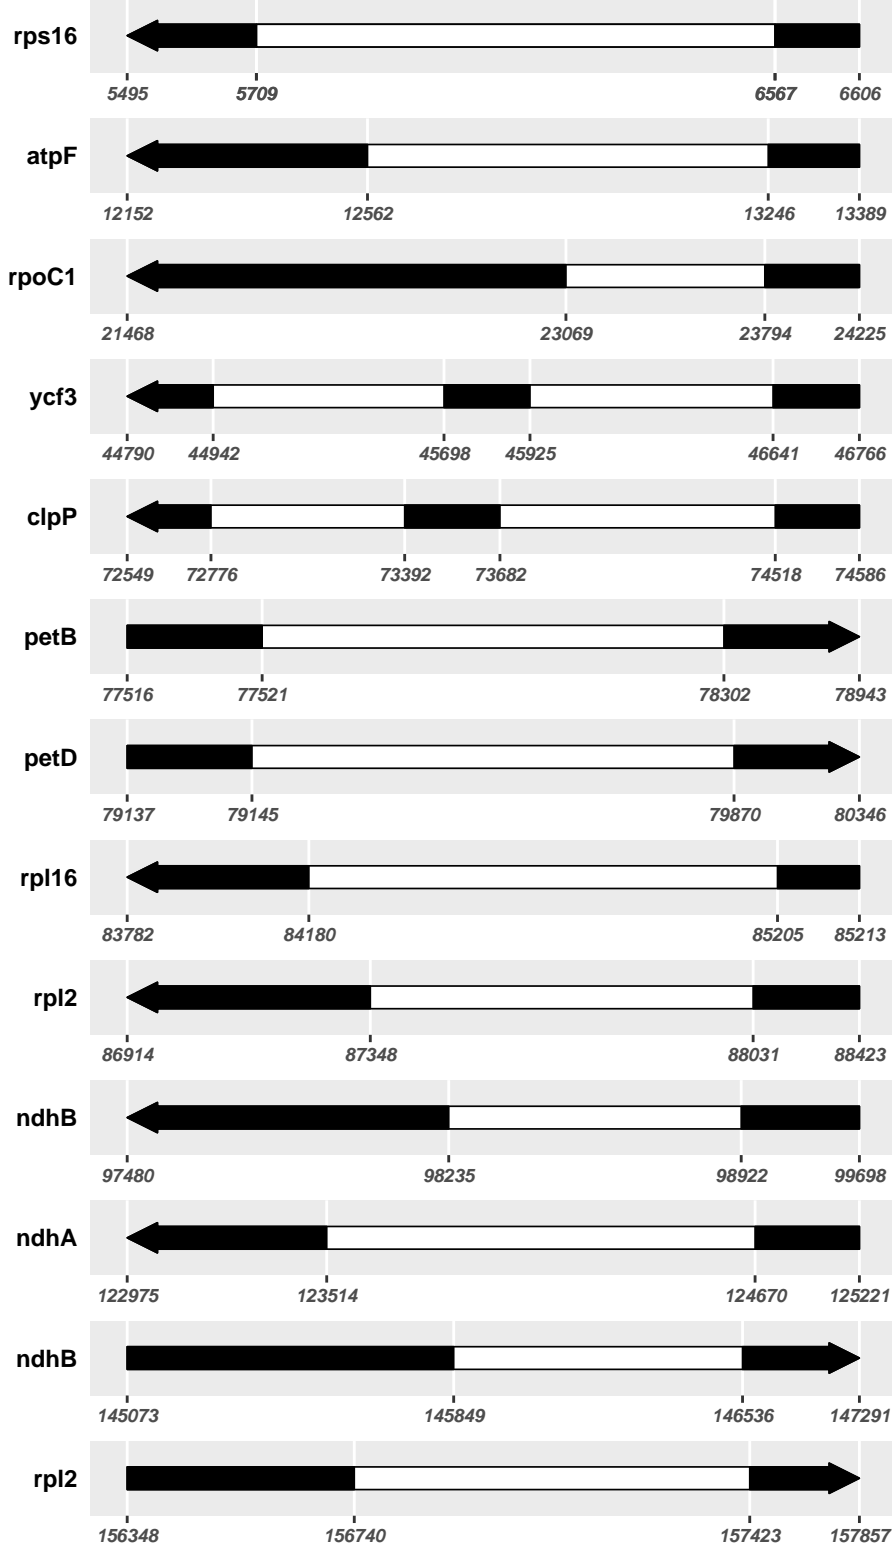 rps16
5495 5709 6567 6606
atpF
12152 12562 13246 13389
rpoC1
21468 23069 23794 24225
ycf3
44790 44942 45698 45925 46641 46766
clpP
72549 72776 73392 73682 74518 74586
petB
77516 77521 78302 78943
petD
79137 79145 79870 80346
rpl16
83782 84180 85205 85213
rpl2
86914 87348 88031 88423
ndhB
97480 98235 98922 99698
ndhA
122975 123514 124670 125221
ndhB
145073 145849 146536 147291
rpl2
156348 156740 157423 157857